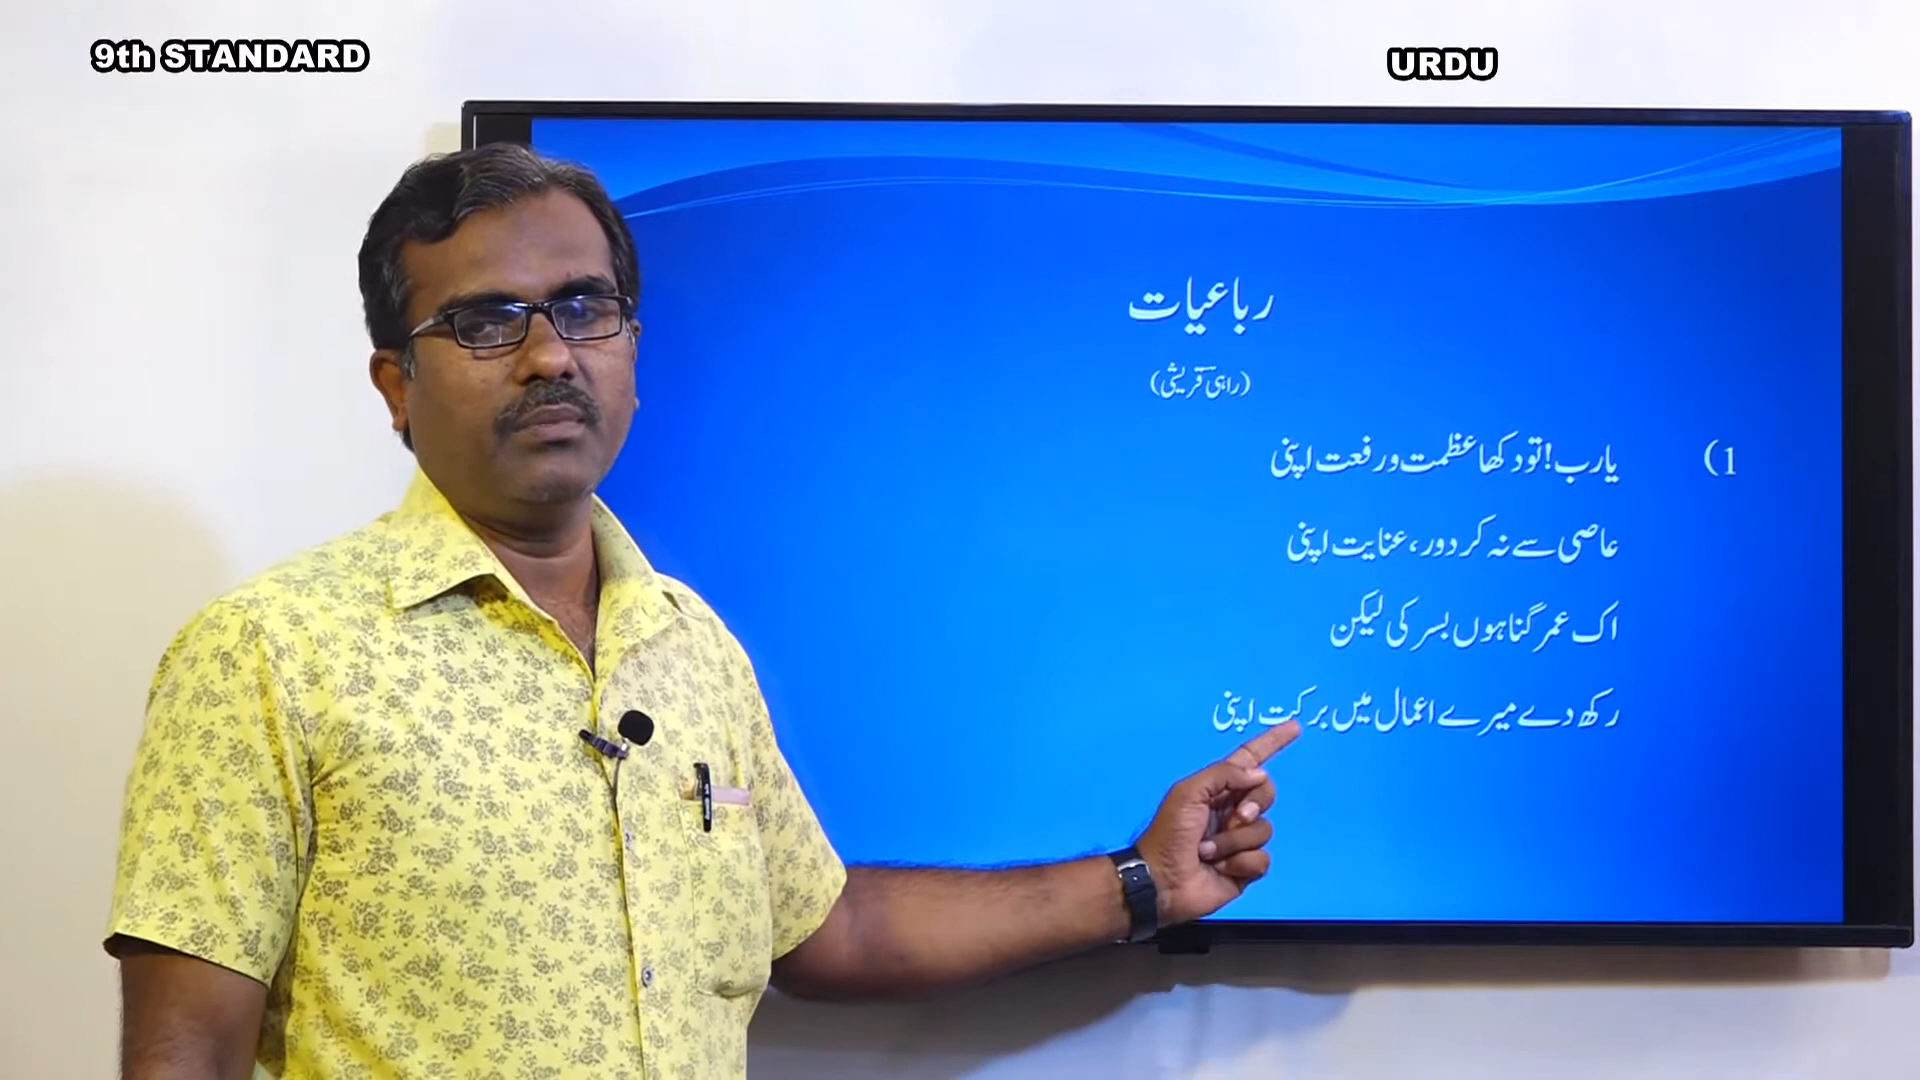 9th STANDARD
URDU
رباعیات
(راہیؔ قریشی)
1) یارب! تو دکھا عظمت و رفعت اپنی
عاصی سے نہ کر دور، عنایت اپنی
اک عمر گناہوں بسر کی لیکن
رکھ دے میرے اعمال میں برکت اپنی